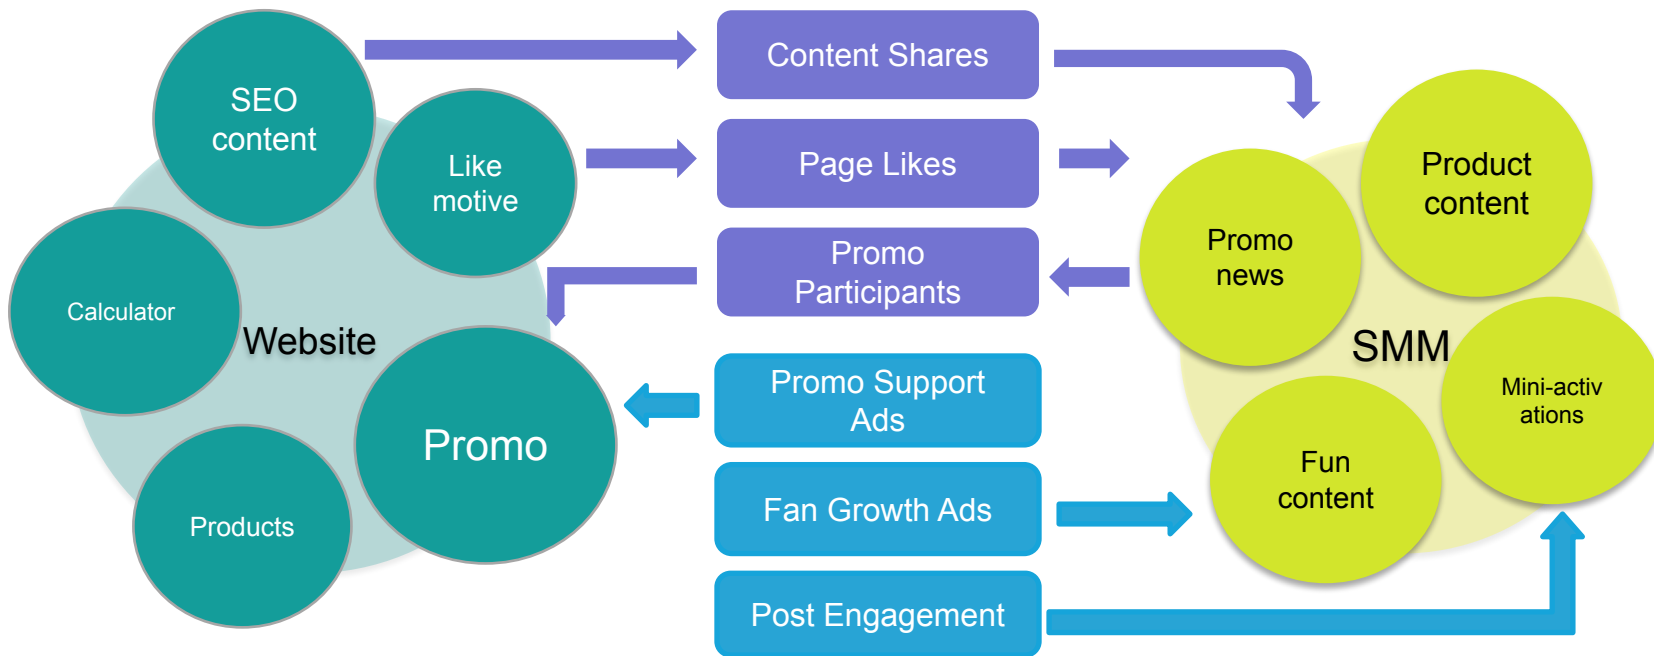 SEO
content
Like
motive
Calculator
Website
Promo
Products
Content Shares
Page Likes
Promo
Participants
Promo Support
Ads
Fan Growth Ads
Post Engagement
Product
content
Promo
news
SMM
Mini-activ
ations
Fun
content